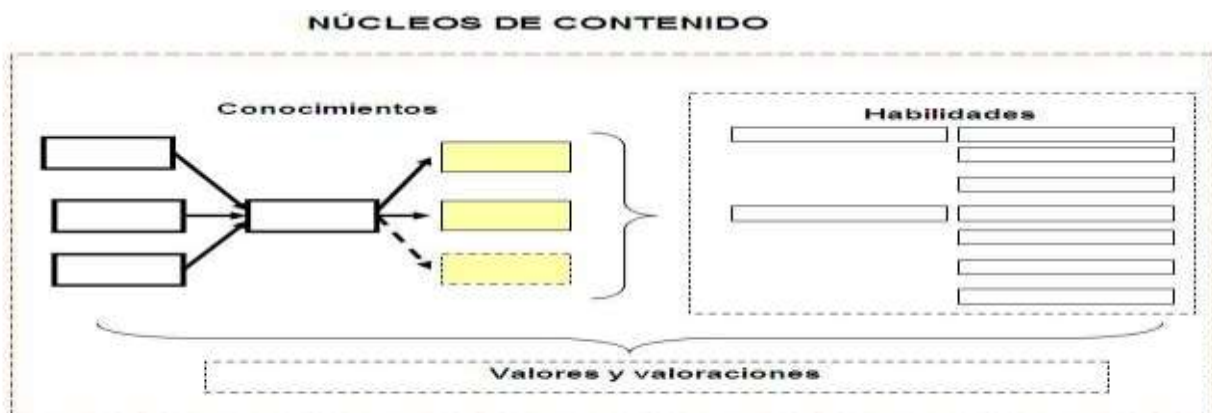 NÚCLEOS DE CONTENIDO
Conocimientos
Habilidades
Valores y valoraciones